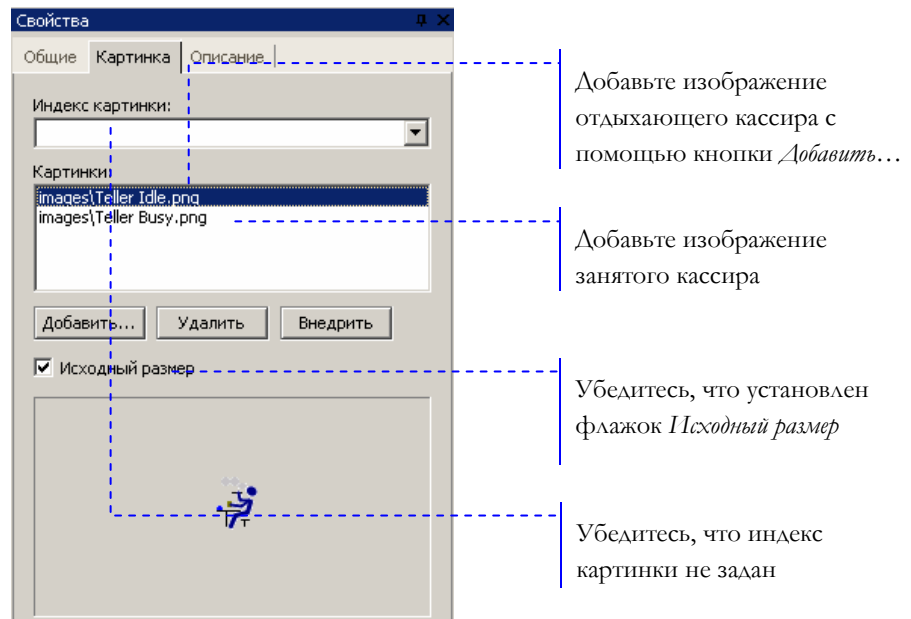 Свойства
Общие Картинка Описание
Индекс картинки:
Картинки
images\Teller Idle.png
images\Teller Busy.png
Добавить... Удалить Внедрить
Исходный размер
Добавьте изображение
отдыхающего кассира с
помощью кнопки Добавить…
Добавьте изображение
занятого кассира
Убедитесь, что установлен
флажок Исходный размер
Убедитесь, что индекс
картинки не задан